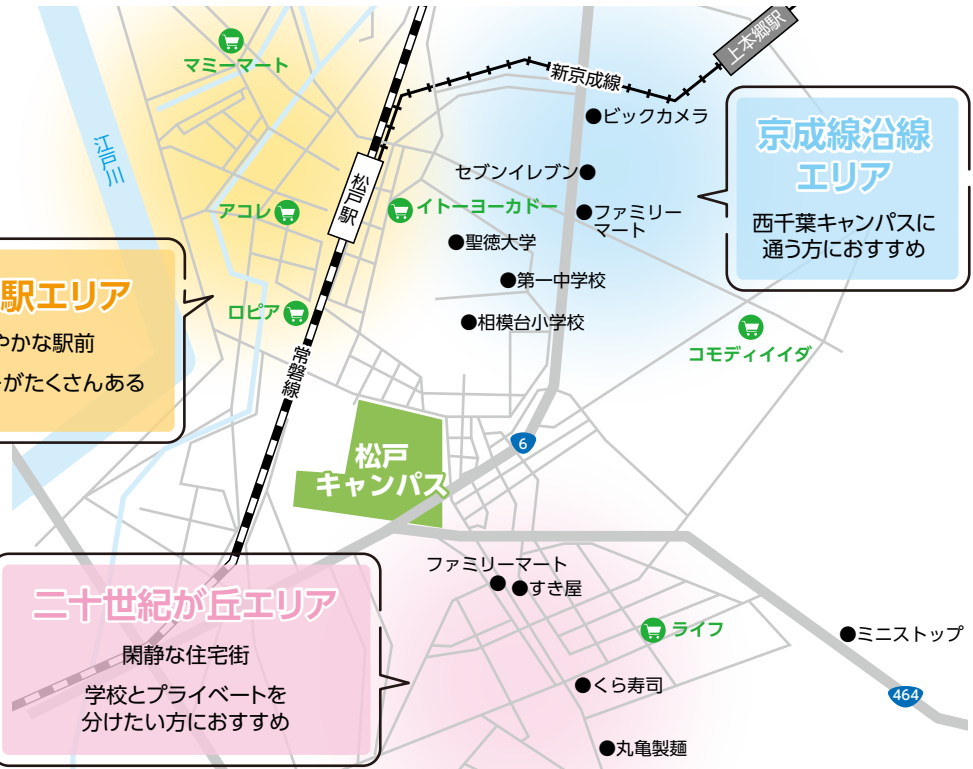 上本郷駅
マミーマート
新京成線
ビックカメラ
京成線沿線
エリア
西千葉キャンパスに
通う方におすすめ
江戸川
セブンイレブン
松戸駅
アコレ
イトーヨーカドー
ファミリー
マート
聖徳大学
第一中学校
駅エリア
やかな駅前
がたくさんある
ロピア
相模台小学校
コモディイイダ
常磐線
松戸
キャンパス
6
ファミリーマート
すき屋
二十世紀が丘エリア
閑静な住宅街
学校とプライベートを
分けたい方におすすめ
ライフ
ミニストップ
くら寿司
464
丸亀製麺